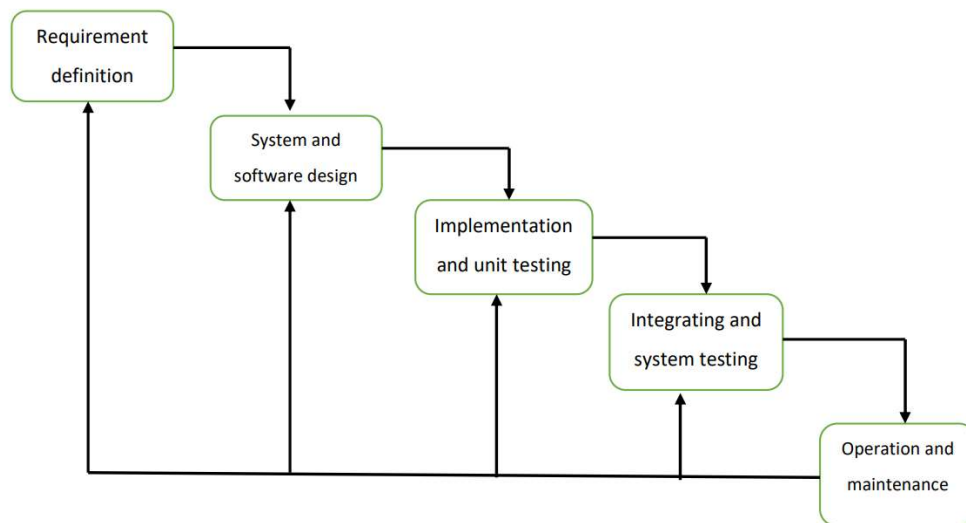 Requirement
definition
System and
software design
Implementation
and unit testing
Integrating and
system testing
Operation and
maintenance